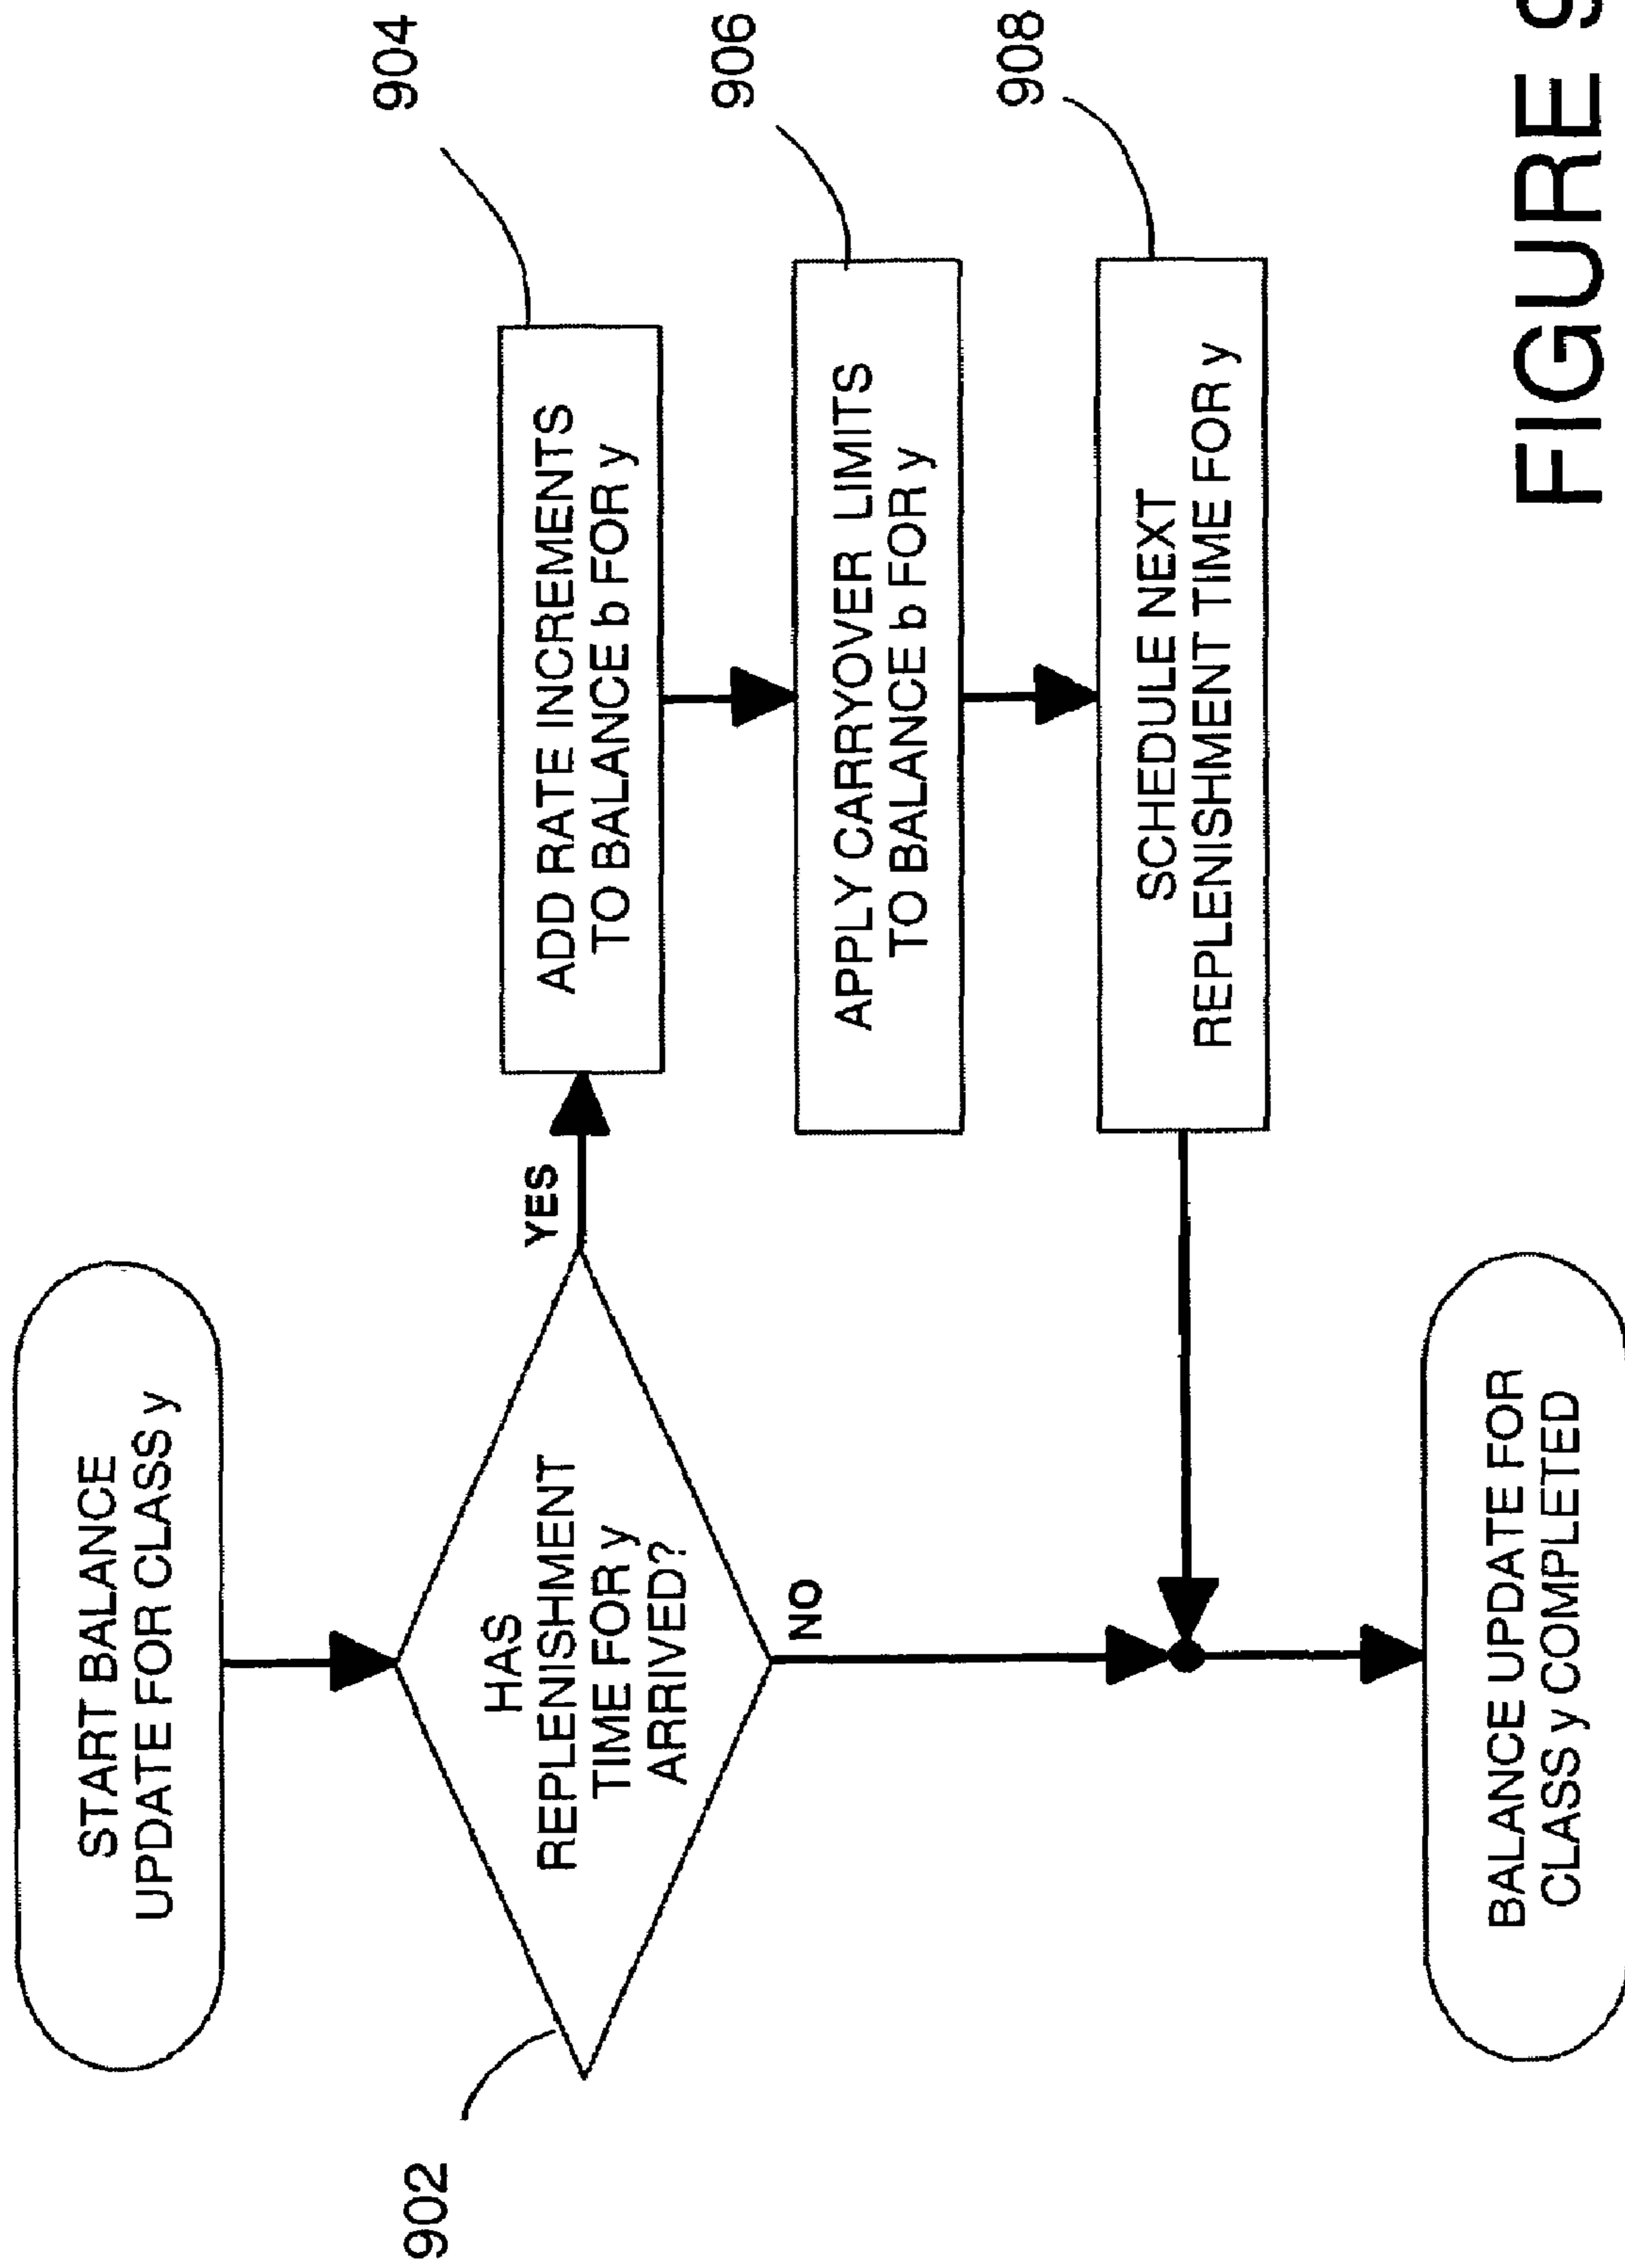 START BALANCE
UPDATE FOR CLASS y
902
HAS
REPLENISHMENT
TIME FOR y
ARRIVED?
YES
NO
904
ADD RATE INCREMENTS
TO BALANCE b FOR y
906
APPLY CARRYOVER LIMITS
TO BALANCE b FOR y
908
SCHEDULE NEXT
REPLENISHMENT TIME FOR y
BALANCE UPDATE FOR
CLASS y COMPLETED
FIGURE 9